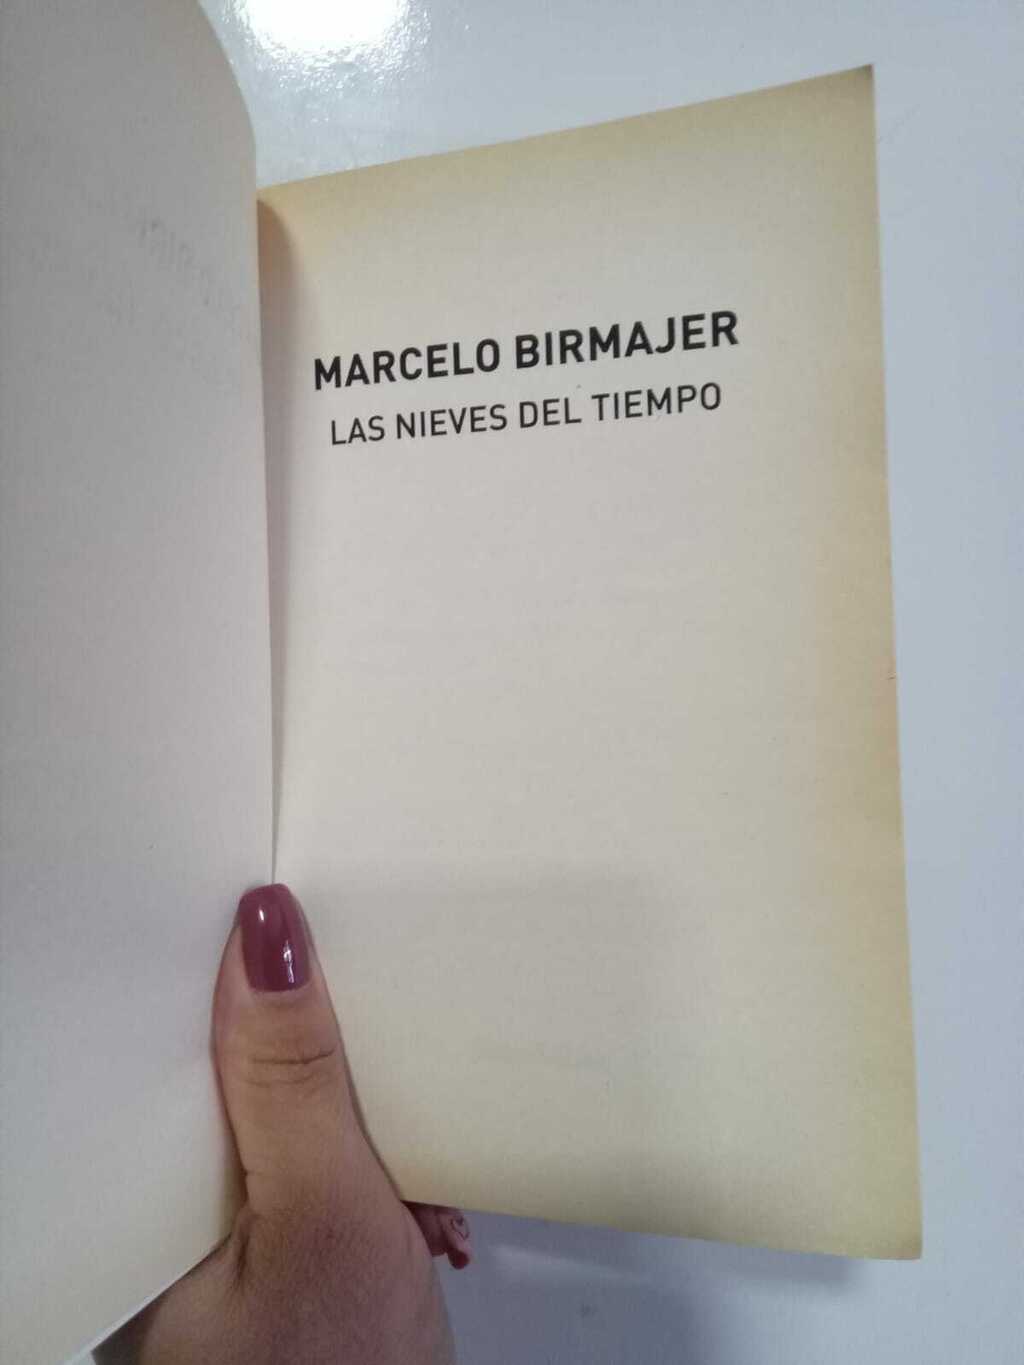 MARCELO BIRMAJER
LAS NIEVES DEL TIEMPO